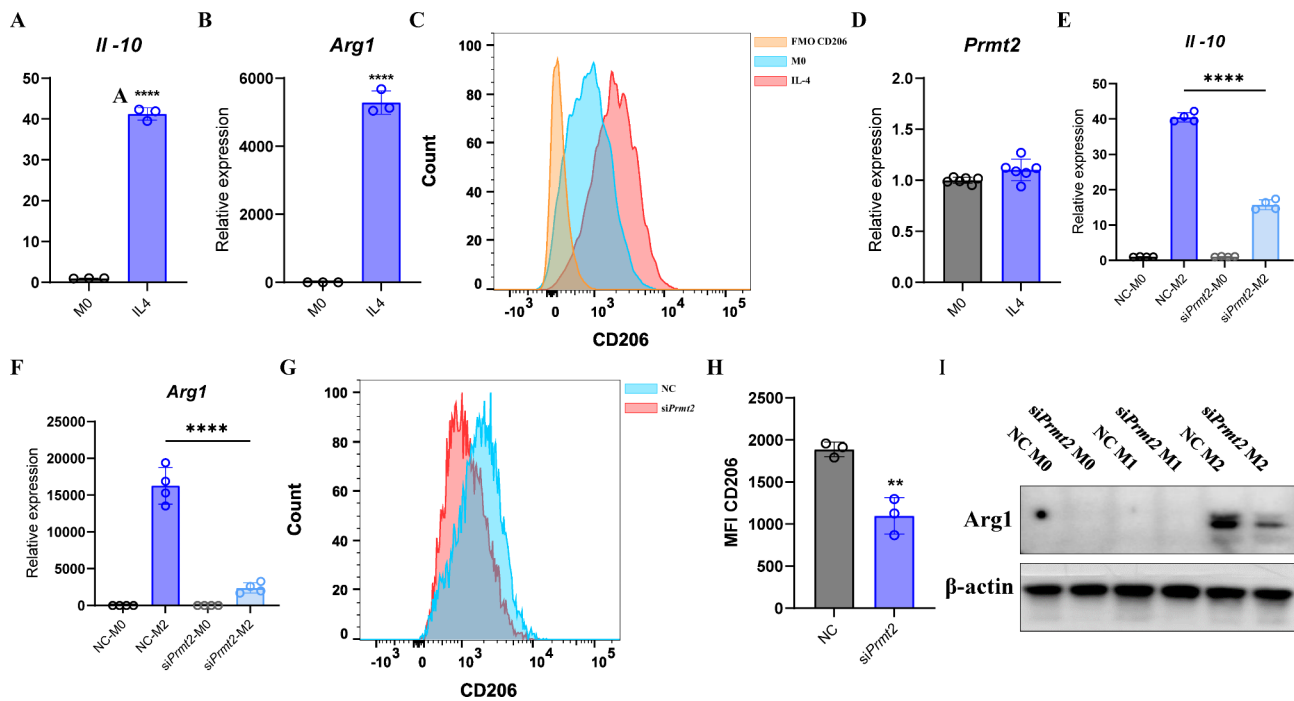 A
Il -10
50
40
30
20
10
0
A
****
M0
IL4
B
Arg1
Relative expression
6000
4000
2000
0
****
M0
IL4
C
Count
100
80
60
40
20
0
-10³
0
10³
10⁴
10⁵
CD206
FMO CD206
M0
IL-4
D
Prmt2
Relative expression
2.0
1.5
1.0
0.5
0.0
M0
IL4
E
Il -10
Relative expression
50
40
30
20
10
0
****
NC-M0
NC-M2
siPrmt2-M0
siPrmt2-M2
F
Arg1
Relative expression
25000
20000
15000
10000
5000
0
****
NC-M0
NC-M2
siPrmt2-M0
siPrmt2-M2
G
Count
100
80
60
40
20
0
-10³
0
10³
10⁴
10⁵
CD206
NC
siPrmt2
H
MFI CD206
2500
2000
1500
1000
500
0
**
NC
siPrmt2
I
NC M0
siPrmt2 M0
NC M1
siPrmt2 M1
NC M2
siPrmt2 M2
Arg1
β-actin